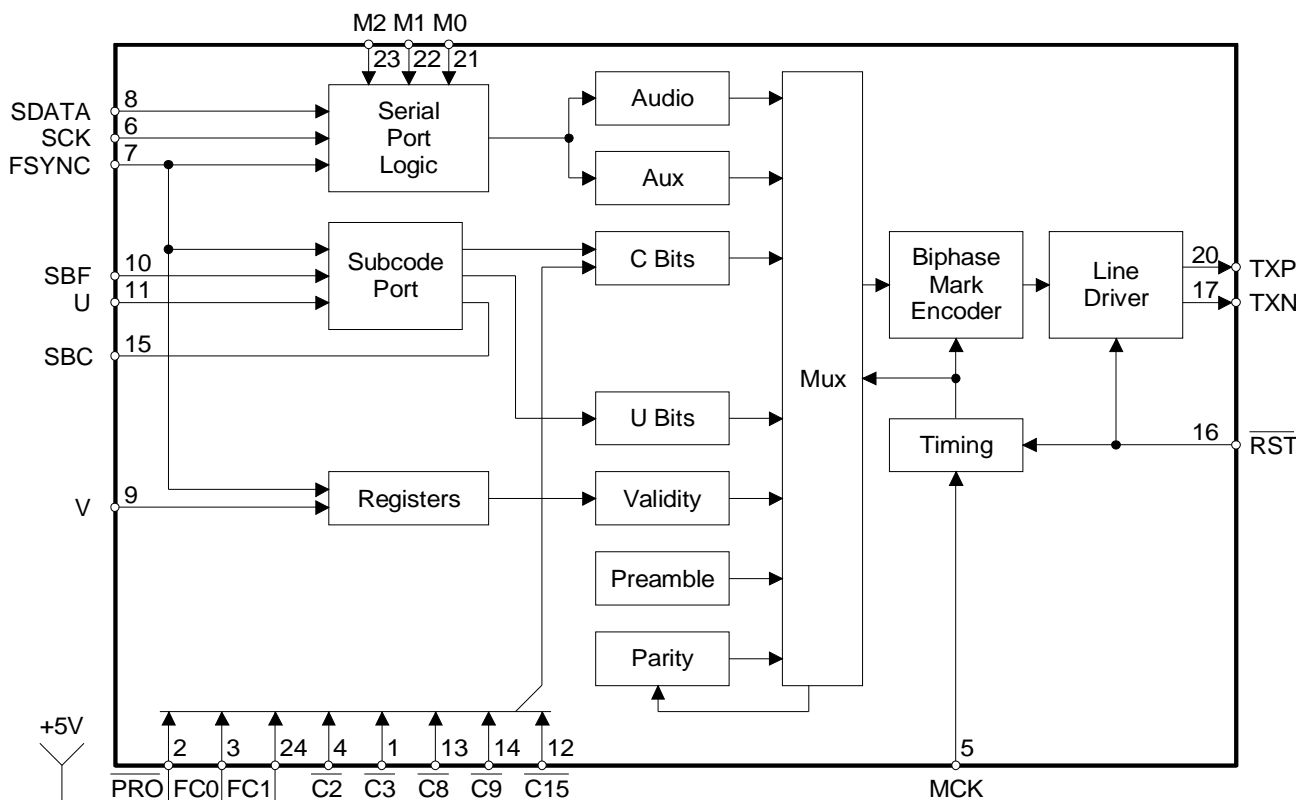 M2 M1 M0
23 22 21
SDATA 8
SCK 6
FSYNC 7
Serial
Port
Logic
Audio
Aux
SBF 10
U 11
SBC 15
Subcode
Port
C Bits
Biphase
Mark
Encoder
Line
Driver
20 TXP
17 TXN
Mux
U Bits
Timing
16 RST
V 9
Registers
Validity
Preamble
Parity
+5V
2 3 24 4 1 13 14 12 5
PRO FC0 FC1 C2 C3 C8 C9 C15 MCK